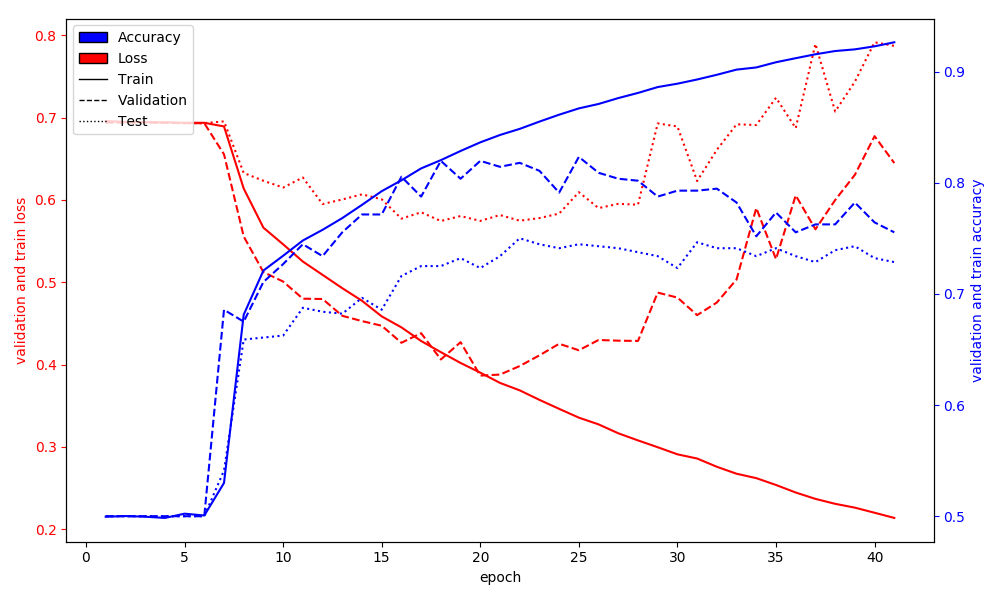 Accuracy
Loss
Train
Validation
Test
0.8
0.7
0.6
0.5
0.4
0.3
0.2
validation and train loss
0.9
0.8
0.7
0.6
0.5
validation and train accuracy
0 5 10 15 20 25 30 35 40
epoch